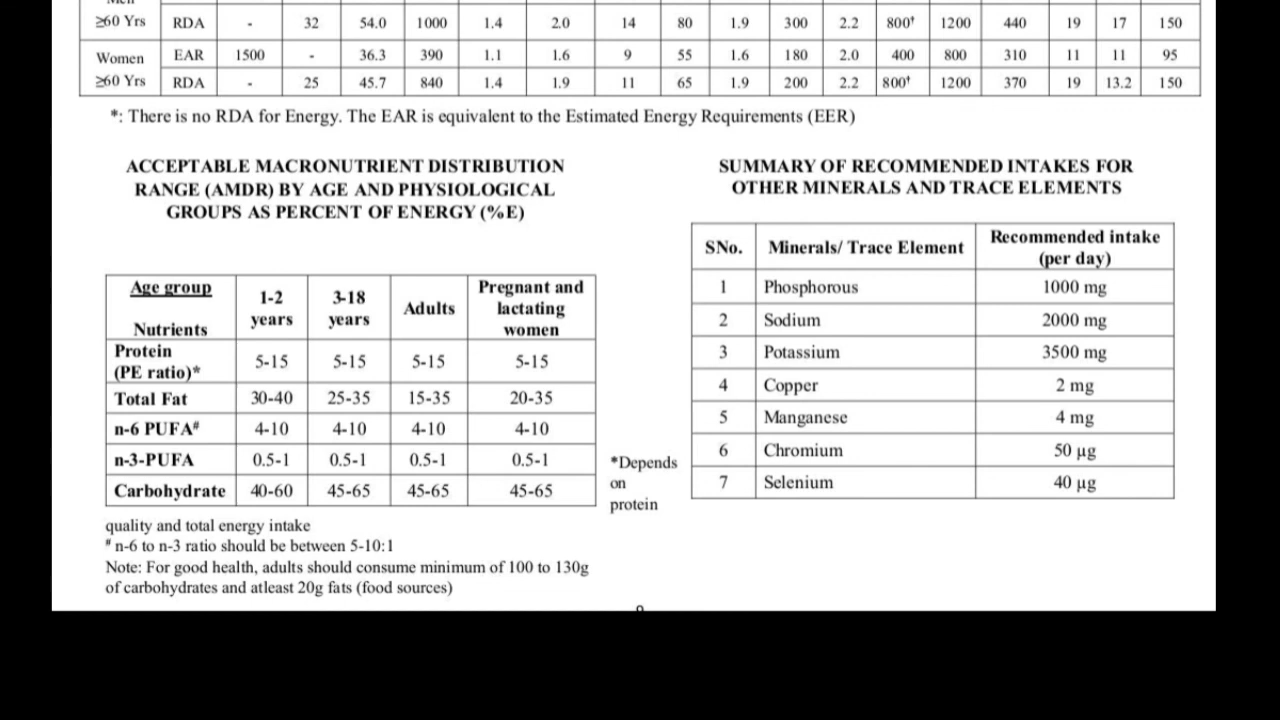 ≥60 Yrs RDA - 32 54.0 1000 1.4 2.0 14 80 1.9 300 2.2 800† 1200 440 19 17 150
Women EAR 1500 - 36.3 390 1.1 1.6 9 55 1.6 180 2.0 400 800 310 11 11 95
≥60 Yrs RDA - 25 45.7 840 1.4 1.9 11 65 1.9 200 2.2 800† 1200 370 19 13.2 150
*: There is no RDA for Energy. The EAR is equivalent to the Estimated Energy Requirements (EER)
ACCEPTABLE MACRONUTRIENT DISTRIBUTION
RANGE (AMDR) BY AGE AND PHYSIOLOGICAL
GROUPS AS PERCENT OF ENERGY (%E)
Age group
Nutrients
1-2
years
3-18
years
Adults
Pregnant and
lactating
women
Protein
(PE ratio)* 5-15 5-15 5-15 5-15
Total Fat 30-40 25-35 15-35 20-35
n-6 PUFA# 4-10 4-10 4-10 4-10
n-3-PUFA 0.5-1 0.5-1 0.5-1 0.5-1
Carbohydrate 40-60 45-65 45-65 45-65
*Depends
on
protein
quality and total energy intake
# n-6 to n-3 ratio should be between 5-10:1
Note: For good health, adults should consume minimum of 100 to 130g
of carbohydrates and atleast 20g fats (food sources)
SUMMARY OF RECOMMENDED INTAKES FOR
OTHER MINERALS AND TRACE ELEMENTS
SNo. Minerals/ Trace Element Recommended intake
(per day)
1 Phosphorous 1000 mg
2 Sodium 2000 mg
3 Potassium 3500 mg
4 Copper 2 mg
5 Manganese 4 mg
6 Chromium 50 µg
7 Selenium 40 µg